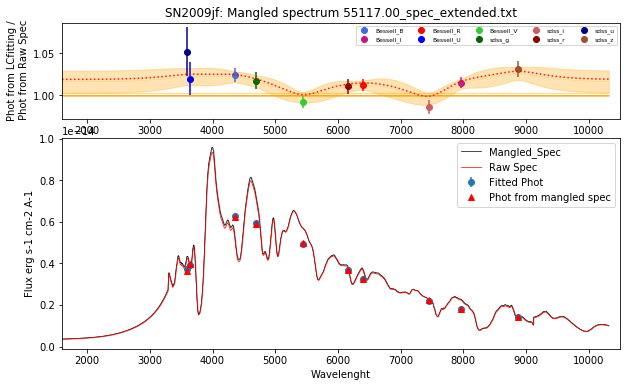 SN2009jf: Mangled spectrum 55117.00_spec_extended.txt
Phot from LCfitting /
Phot from Raw Spec
1.05
1.00
Bessell_B
Bessell_I
Bessell_R
Bessell_U
Bessell_V
sdss_g
sdss_i
sdss_r
sdss_u
sdss_z
2000 3000 4000 5000 6000 7000 8000 9000 10000
1e−14
Flux erg s-1 cm-2 A-1
1.0
0.8
0.6
0.4
0.2
0.0
Mangled_Spec
Raw Spec
Fitted Phot
Phot from mangled spec
2000 3000 4000 5000 6000 7000 8000 9000 10000
Wavelenght